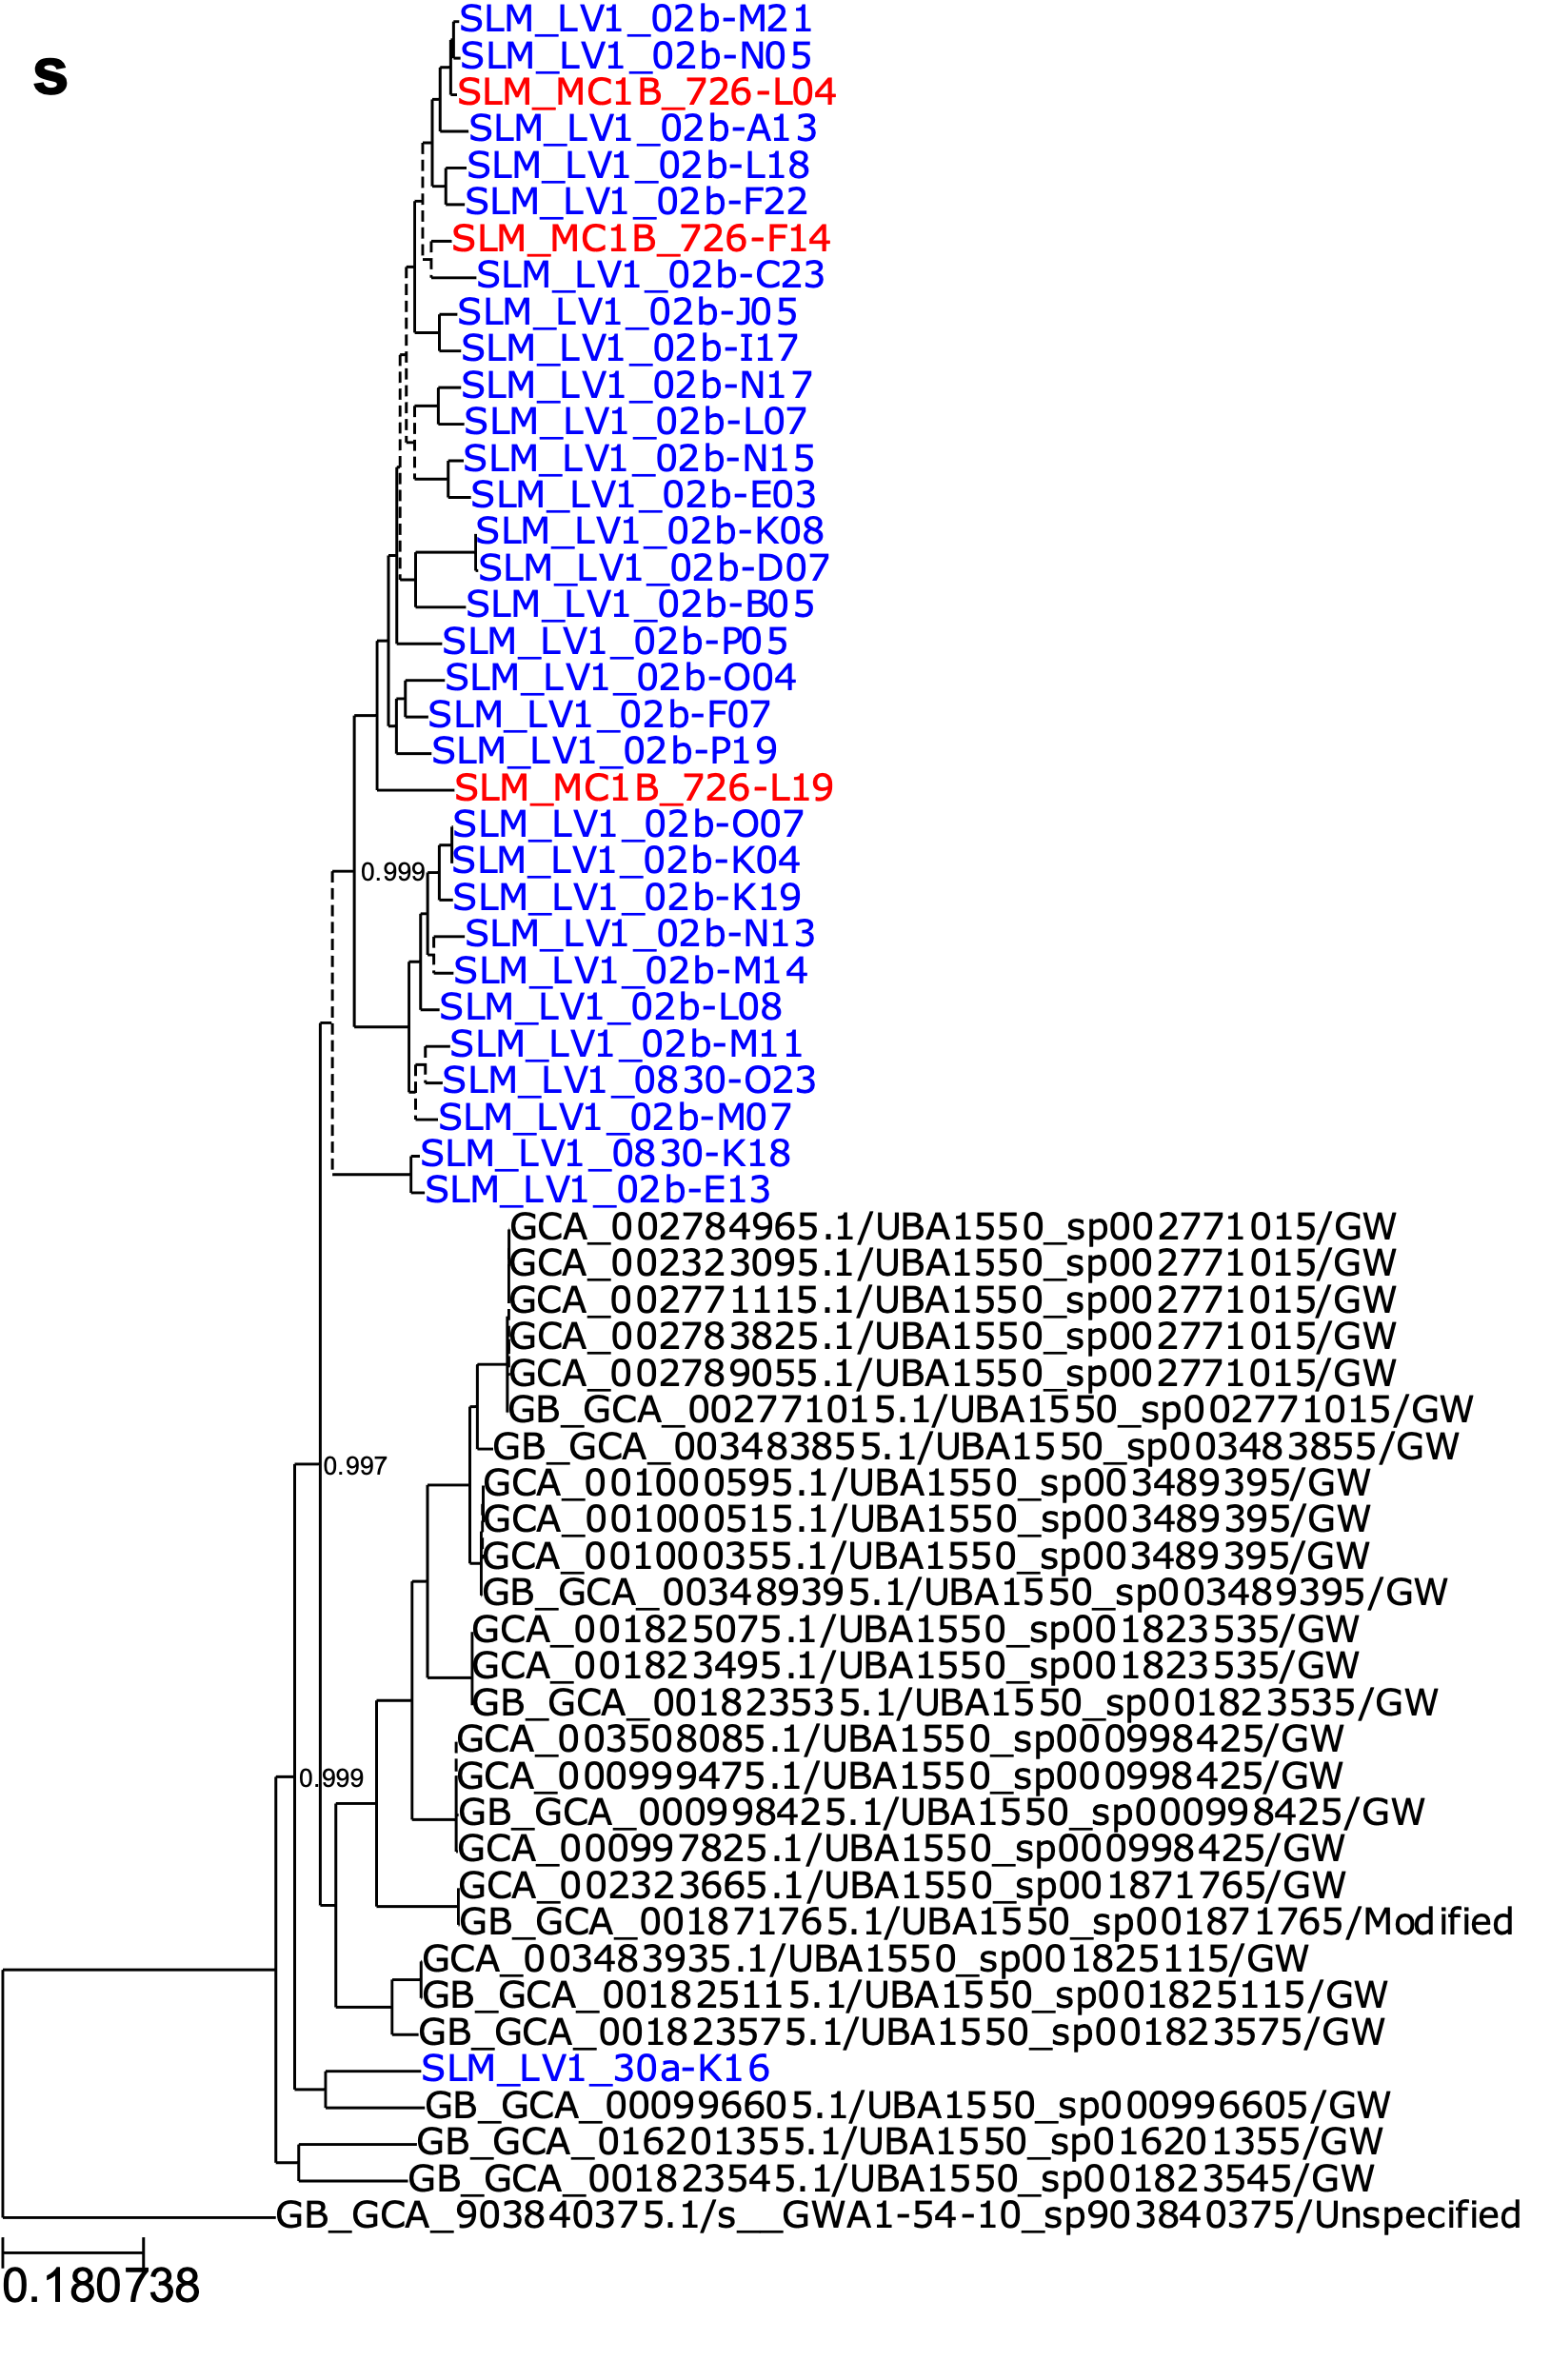 s
SLM_LV1_02b-M21
SLM_LV1_02b-N05
SLM_MC1B_726-L04
SLM_LV1_02b-A13
SLM_LV1_02b-L18
SLM_LV1_02b-F22
SLM_MC1B_726-F14
SLM_LV1_02b-C23
SLM_LV1_02b-J05
SLM_LV1_02b-I17
SLM_LV1_02b-N17
SLM_LV1_02b-L07
SLM_LV1_02b-N15
SLM_LV1_02b-E03
SLM_LV1_02b-K08
SLM_LV1_02b-D07
SLM_LV1_02b-B05
SLM_LV1_02b-P05
SLM_LV1_02b-O04
SLM_LV1_02b-F07
SLM_LV1_02b-P19
SLM_MC1B_726-L19
SLM_LV1_02b-O07
SLM_LV1_02b-K04
0.999
SLM_LV1_02b-K19
SLM_LV1_02b-N13
SLM_LV1_02b-M14
SLM_LV1_02b-L08
SLM_LV1_02b-M11
SLM_LV1_0830-O23
SLM_LV1_02b-M07
SLM_LV1_0830-K18
SLM_LV1_02b-E13
GCA_002784965.1/UBA1550_sp002771015/GW
GCA_002323095.1/UBA1550_sp002771015/GW
GCA_002771115.1/UBA1550_sp002771015/GW
GCA_002783825.1/UBA1550_sp002771015/GW
GCA_002789055.1/UBA1550_sp002771015/GW
GB_GCA_002771015.1/UBA1550_sp002771015/GW
GB_GCA_003483855.1/UBA1550_sp003483855/GW
0.997
GCA_001000595.1/UBA1550_sp003489395/GW
GCA_001000515.1/UBA1550_sp003489395/GW
GCA_001000355.1/UBA1550_sp003489395/GW
GB_GCA_003489395.1/UBA1550_sp003489395/GW
GCA_001825075.1/UBA1550_sp001823535/GW
GCA_001823495.1/UBA1550_sp001823535/GW
GB_GCA_001823535.1/UBA1550_sp001823535/GW
GCA_003508085.1/UBA1550_sp000998425/GW
GCA_000999475.1/UBA1550_sp000998425/GW
0.999
GB_GCA_000998425.1/UBA1550_sp000998425/GW
GCA_000997825.1/UBA1550_sp000998425/GW
GCA_002323665.1/UBA1550_sp001871765/GW
GB_GCA_001871765.1/UBA1550_sp001871765/Modified
GCA_003483935.1/UBA1550_sp001825115/GW
GB_GCA_001825115.1/UBA1550_sp001825115/GW
GB_GCA_001823575.1/UBA1550_sp001823575/GW
SLM_LV1_30a-K16
GB_GCA_000996605.1/UBA1550_sp000996605/GW
GB_GCA_016201355.1/UBA1550_sp016201355/GW
GB_GCA_001823545.1/UBA1550_sp001823545/GW
GB_GCA_903840375.1/s__GWA1-54-10_sp903840375/Unspecified
0.180738